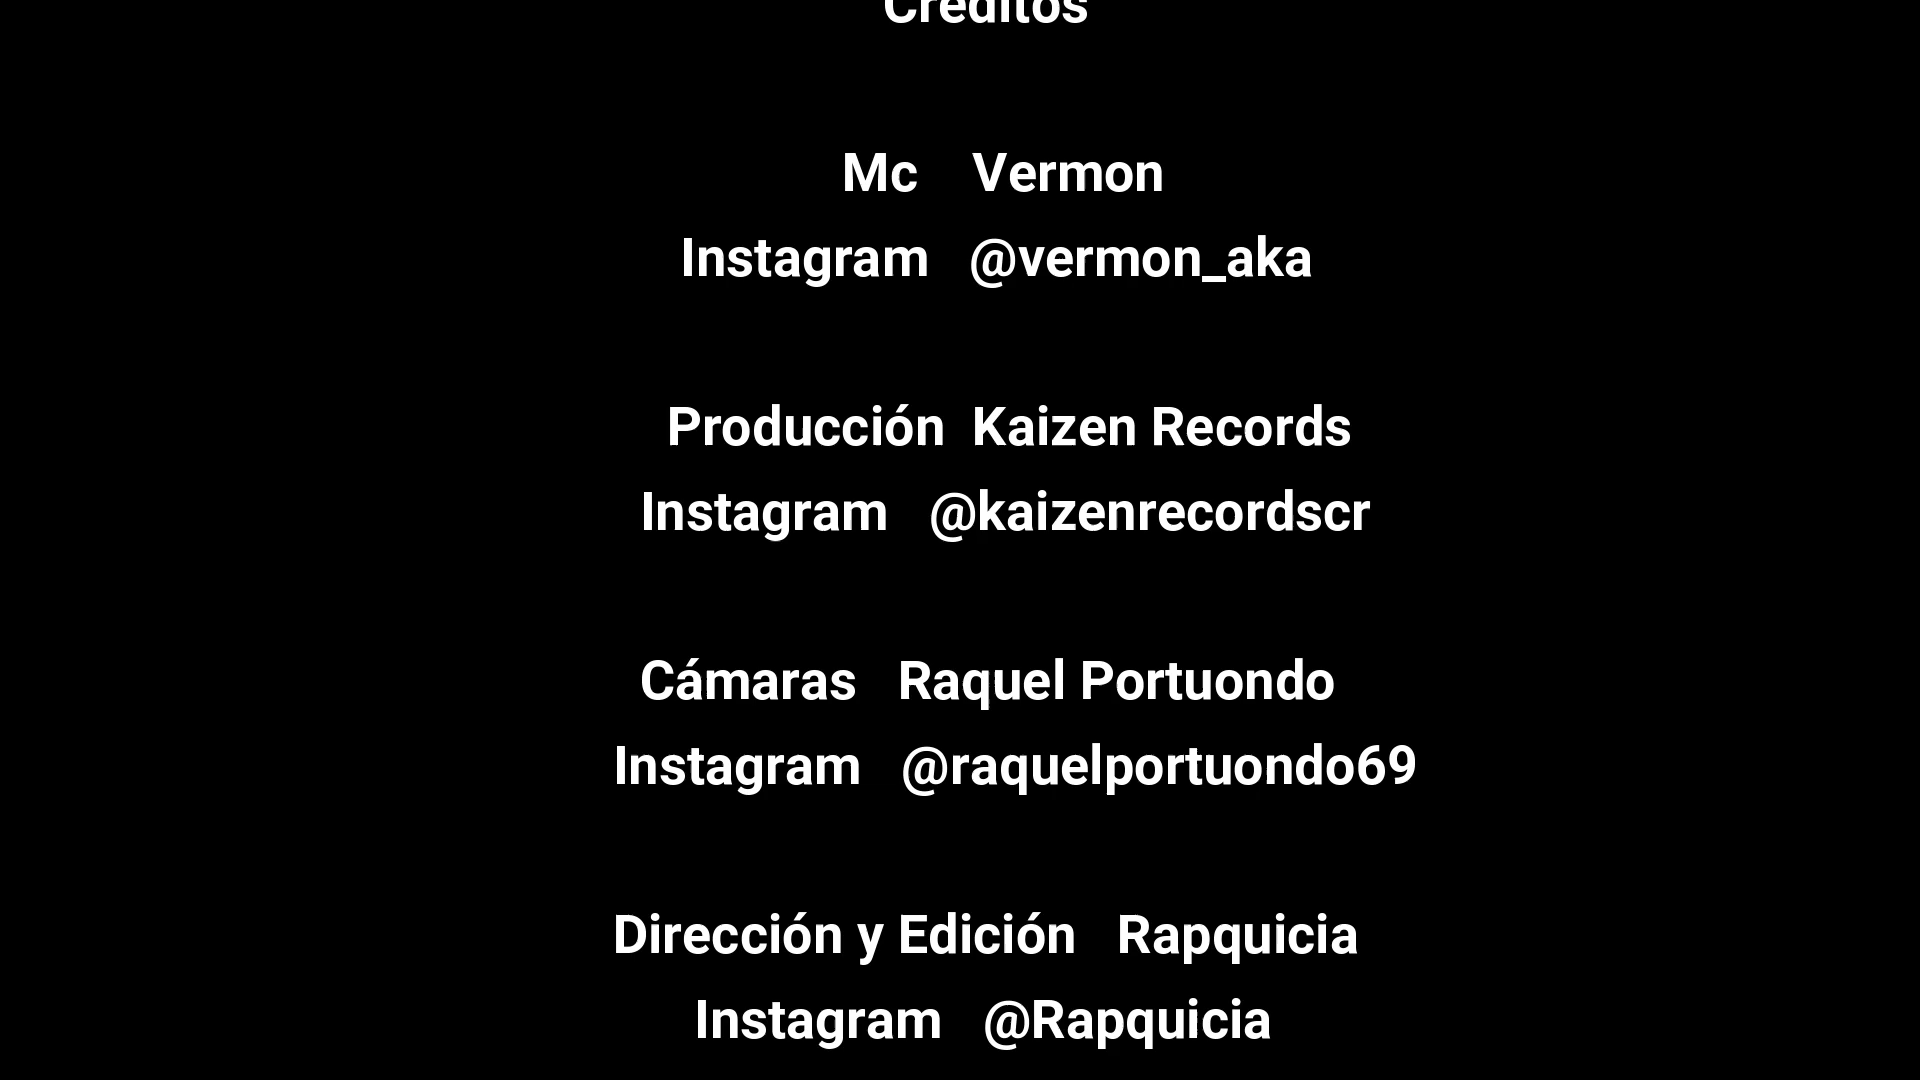 Créditos
Mc Vermon
Instagram @vermon_aka
Producción Kaizen Records
Instagram @kaizenrecordscr
Cámaras Raquel Portuondo
Instagram @raquelportuondo69
Dirección y Edición Rapquicia
Instagram @Rapquicia